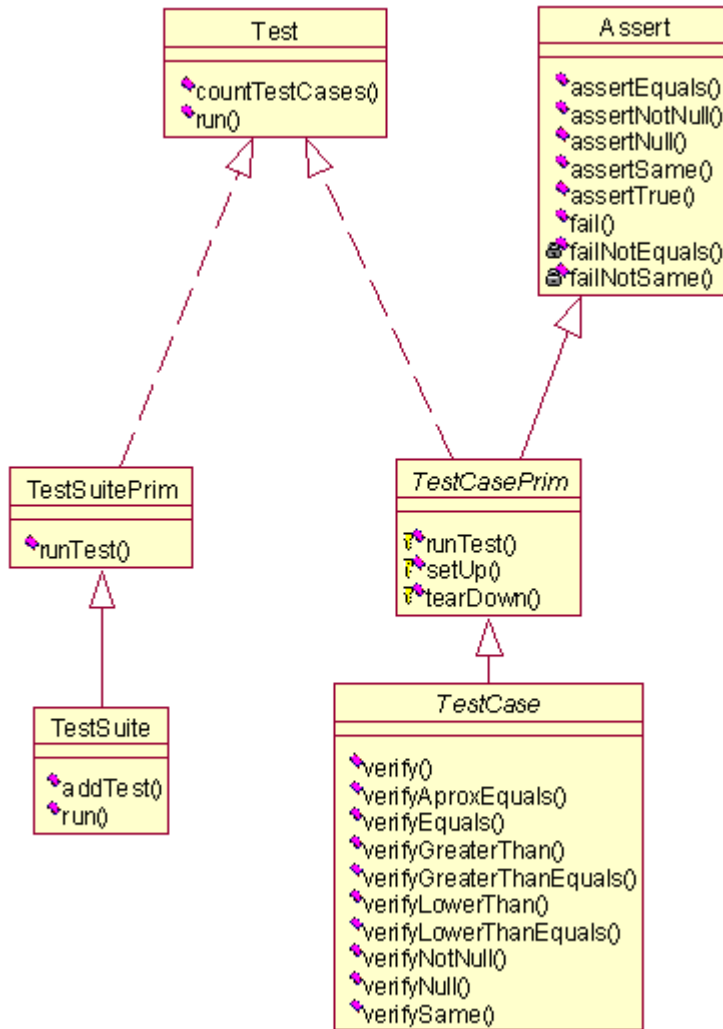 Test
countTestCases()
run()
Assert
assertEquals()
assertNotNull()
assertNull()
assertSame()
assertTrue()
fail()
failNotEquals()
failNotSame()
TestSuitePrim
runTest()
TestCasePrim
runTest()
setUp()
tearDown()
TestSuite
addTest()
run()
TestCase
verify()
verifyAproxEquals()
verifyEquals()
verifyGreaterThan()
verifyGreaterThanEquals()
verifyLowerThan()
verifyLowerThanEquals()
verifyNotNull()
verifyNull()
verifySame()